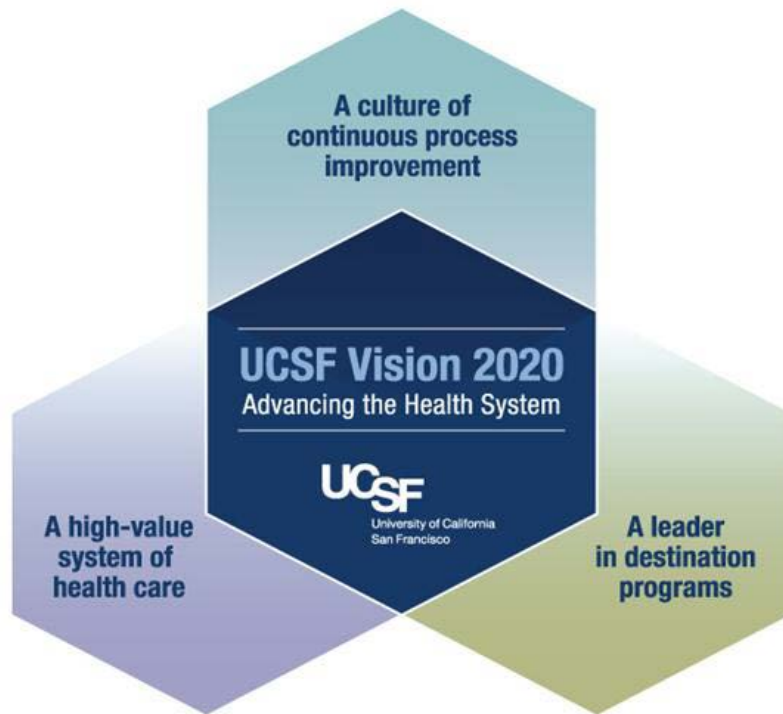 A culture of
continuous process
improvement
UCSF Vision 2020
Advancing the Health System
UCSF
University of California
San Francisco
A high-value
system of
health care
A leader
in destination
programs